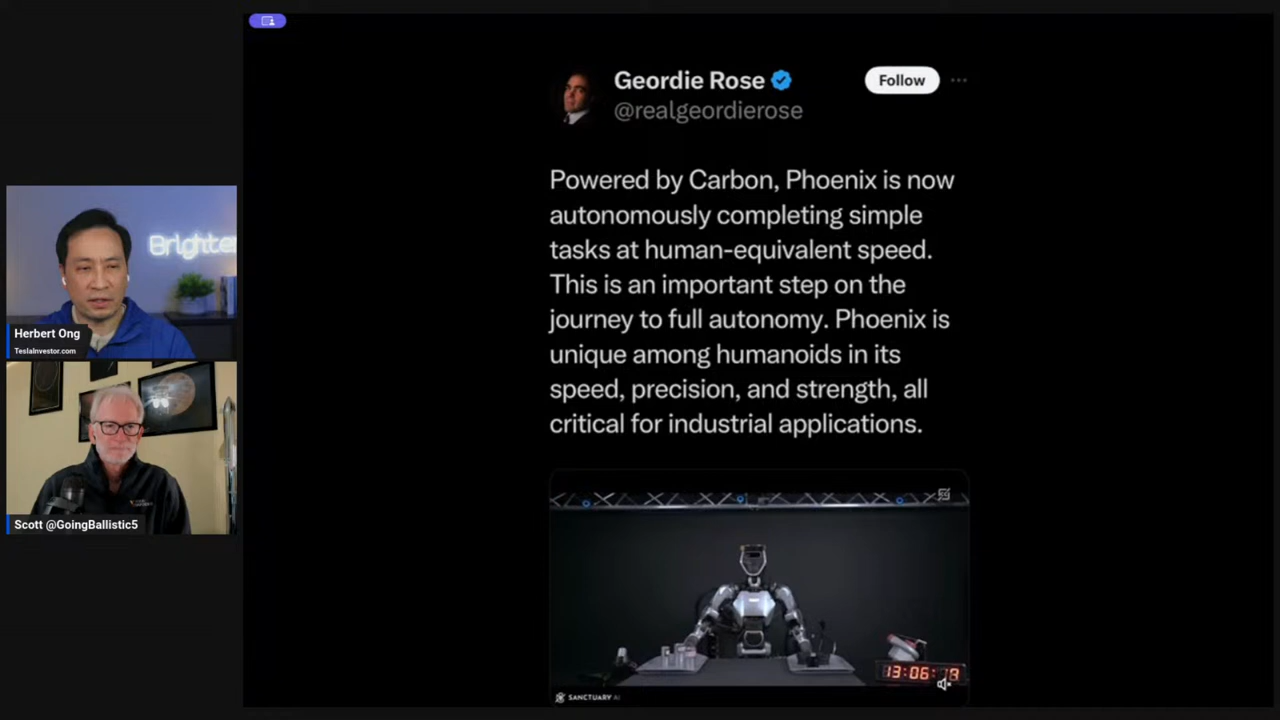 Geordie Rose
@realgeordierose
Follow
Powered by Carbon, Phoenix is now
autonomously completing simple
tasks at human-equivalent speed.
This is an important step on the
journey to full autonomy. Phoenix is
unique among humanoids in its
speed, precision, and strength, all
critical for industrial applications.
SANCTUARY AI
Herbert Ong
TeslaInvestor.com
Scott @GoingBallistic5